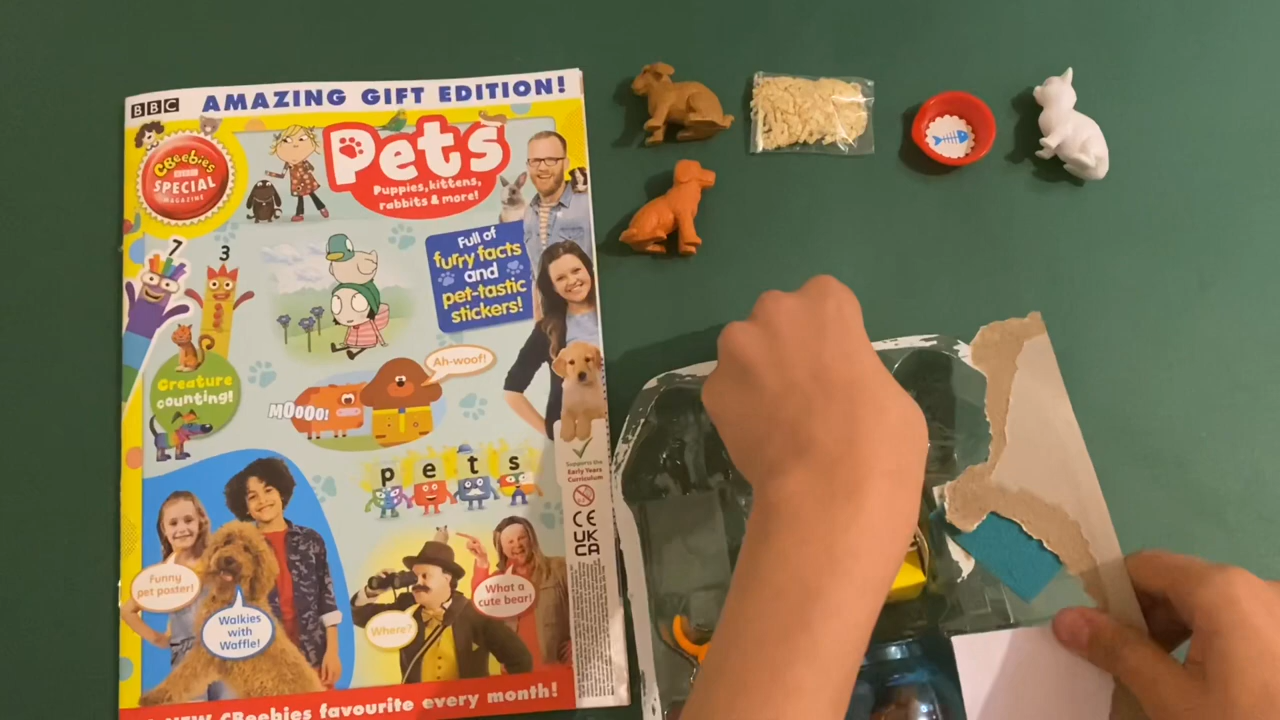 BBC
AMAZING GIFT EDITION!
CBeebies
SPECIAL
MAGAZINE
Pets
Puppies, kittens,
rabbits & more!
7
3
Full of
furry facts
and
pet-tastic
stickers!
Creature
counting!
Ah-woof!
MOOOO!
pets
Supports the
Early Years
Curriculum
CE
UK
CA
Funny
pet poster!
Walkies
with
Waffle!
Where?
What a
cute bear!
NEW CBeebies favourite every month!